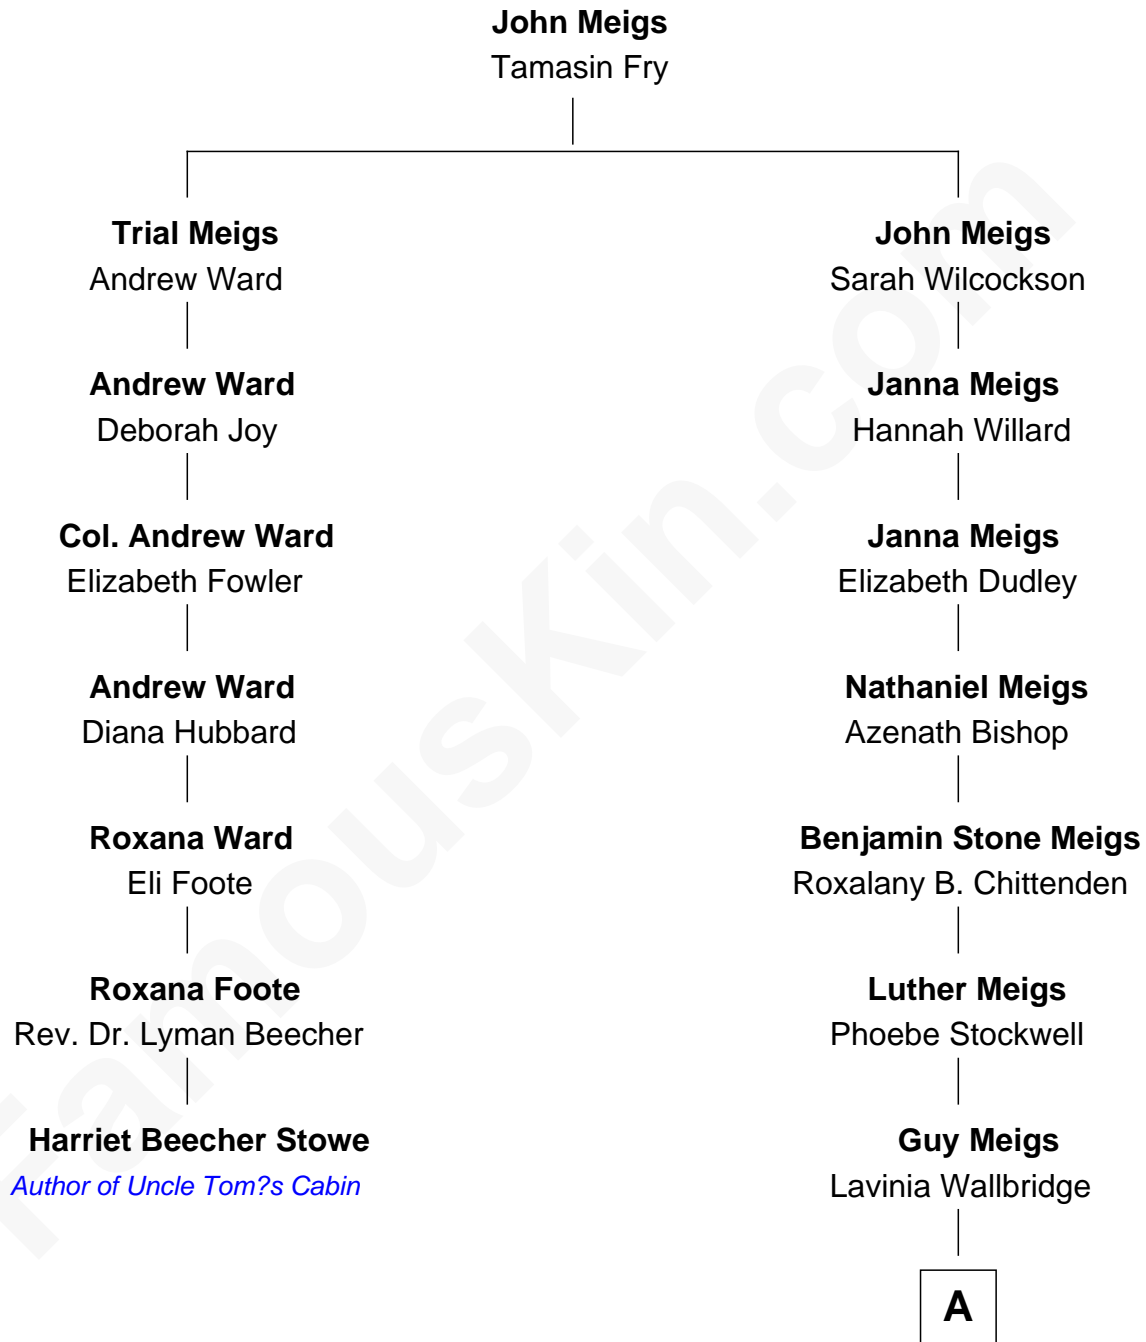 John Meigs
Tamasin Fry
Trial Meigs
Andrew Ward
John Meigs
Sarah Wilcockson
Andrew Ward
Deborah Joy
Janna Meigs
Hannah Willard
Col. Andrew Ward
Elizabeth Fowler
Janna Meigs
Elizabeth Dudley
Andrew Ward
Diana Hubbard
Nathaniel Meigs
Azenath Bishop
Roxana Ward
Eli Foote
Benjamin Stone Meigs
Roxalany B. Chittenden
Roxana Foote
Rev. Dr. Lyman Beecher
Luther Meigs
Phoebe Stockwell
Harriet Beecher Stowe
Author of Uncle Tom?s Cabin
Guy Meigs
Lavinia Wallbridge
A
FamousKin.com